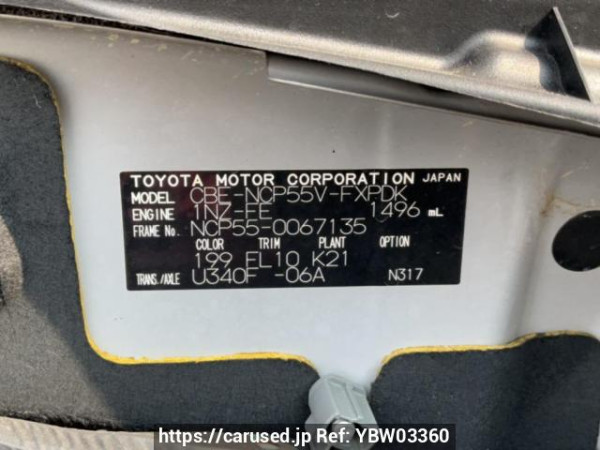 TOYOTA MOTOR CORPORATION JAPAN
MODEL CBE-NCP55V-FXPDK
ENGINE 1NZ-FE 1496 mL
FRAME No. NCP55-0067135
COLOR TRIM PLANT OPTION
199 FL10 K21
TRANS./AXLE U340F -06A N317
https://carused.jp Ref: YBW03360